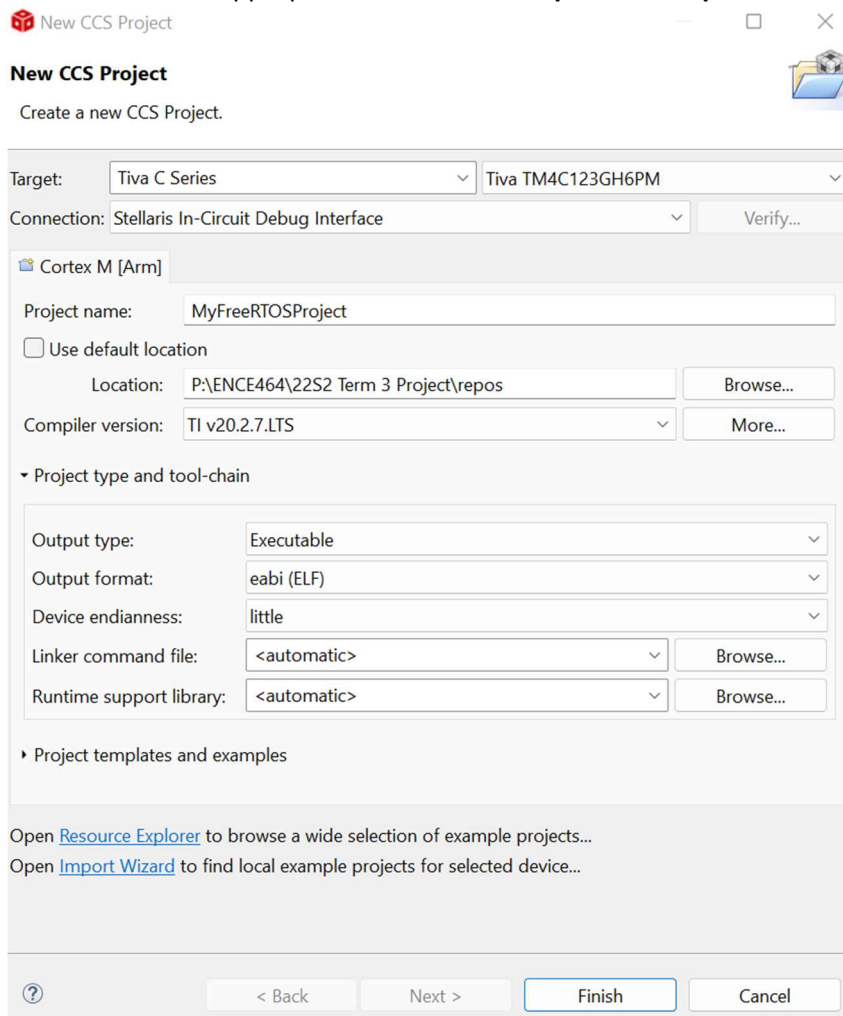 New CCS Project
New CCS Project
Create a new CCS Project.
Target: Tiva C Series Tiva TM4C123GH6PM
Connection: Stellaris In-Circuit Debug Interface Verify...
Cortex M [Arm]
Project name: MyFreeRTOSProject
Use default location
Location: P:\ENCE464\22S2 Term 3 Project\repos Browse...
Compiler version: TI v20.2.7.LTS More...
Project type and tool-chain
Output type: Executable
Output format: eabi (ELF)
Device endianness: little
Linker command file: <automatic> Browse...
Runtime support library: <automatic> Browse...
Project templates and examples
Open Resource Explorer to browse a wide selection of example projects...
Open Import Wizard to find local example projects for selected device...
? < Back Next > Finish Cancel